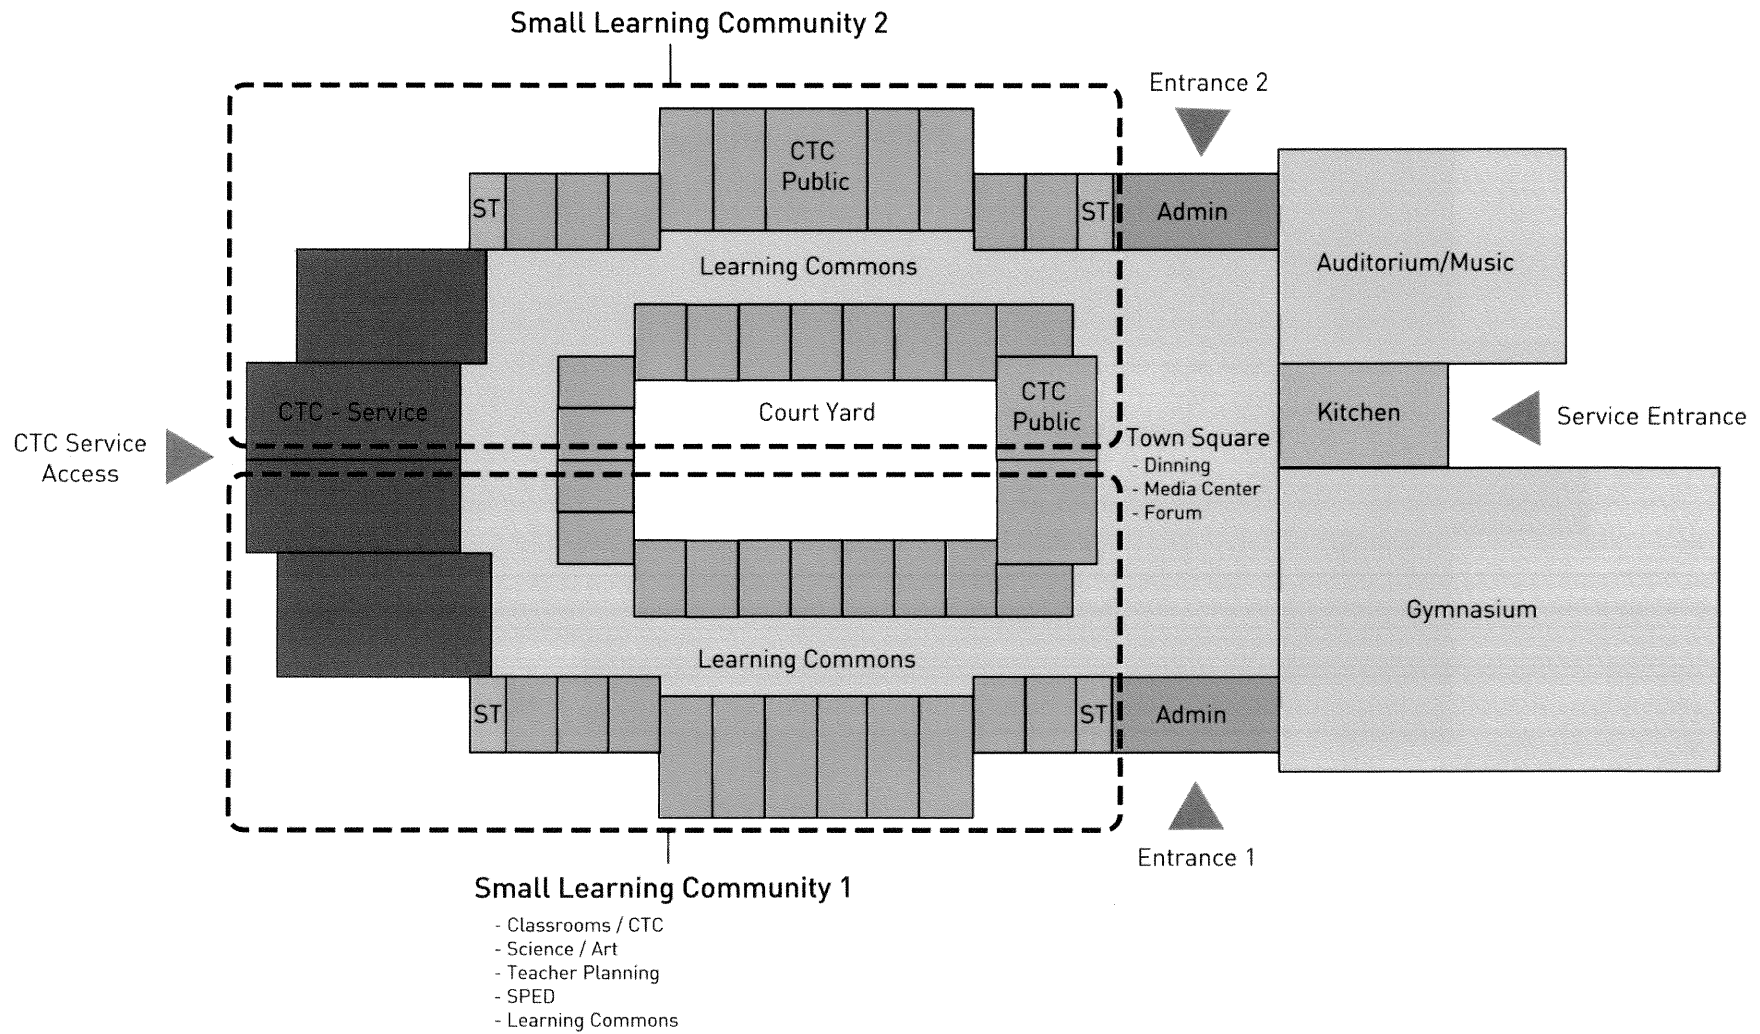 Small Learning Community 2
Entrance 2
CTC
Public
ST
ST
Admin
Learning Commons
Auditorium/Music
CTC - Service
Court Yard
CTC
Public
Kitchen
Service Entrance
CTC Service
Access
Town Square
- Dinning
- Media Center
- Forum
Gymnasium
Learning Commons
ST
ST
Admin
Entrance 1
Small Learning Community 1
- Classrooms / CTC
- Science / Art
- Teacher Planning
- SPED
- Learning Commons